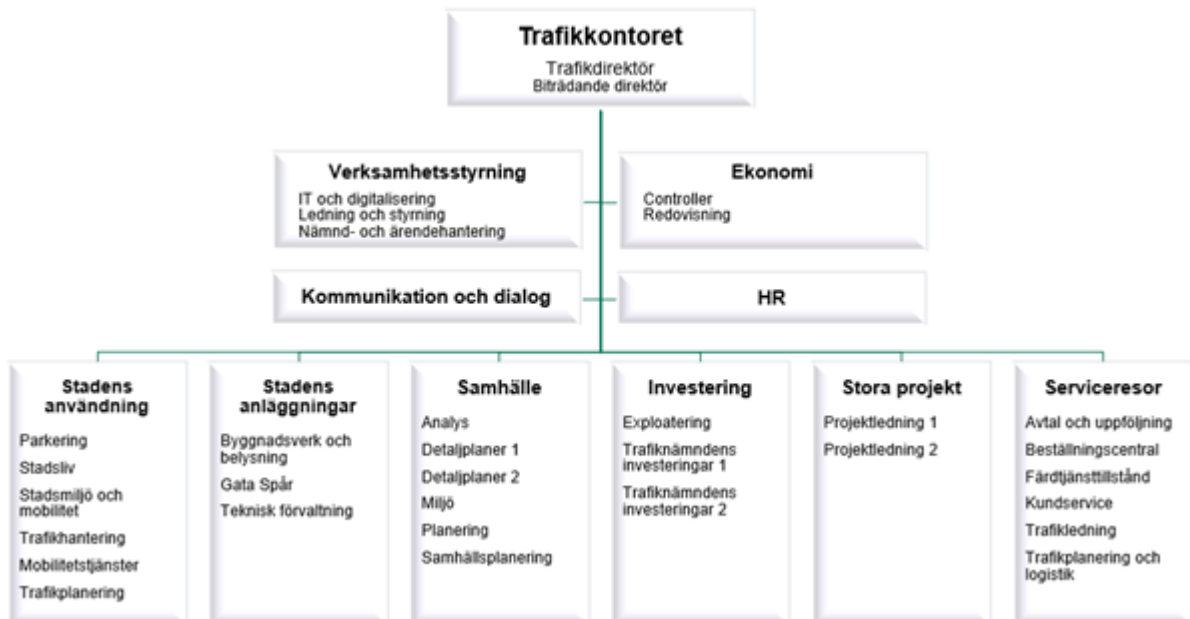 Trafikkontoret
Trafikdirektör
Biträdande direktör
Verksamhetsstyrning
IT och digitalisering
Ledning och styrning
Nämnd- och ärendehantering
Ekonomi
Controller
Redovisning
Kommunikation och dialog
HR
Stadens
användning
Parkering
Stadsliv
Stadsmiljö och
mobilitet
Trafikhantering
Mobilitetstjänster
Trafikplanering
Stadens
anläggningar
Byggnadsverk och
belysning
Gata Spår
Teknisk förvaltning
Samhälle
Analys
Detaljplaner 1
Detaljplaner 2
Miljö
Planering
Samhällsplanering
Investering
Exploatering
Trafiknämndens
investeringar 1
Trafiknämndens
investeringar 2
Stora projekt
Projektledning 1
Projektledning 2
Serviceresor
Avtal och uppföljning
Beställningscentral
Färdtjänsttillstånd
Kundservice
Trafikledning
Trafikplanering och
logistik